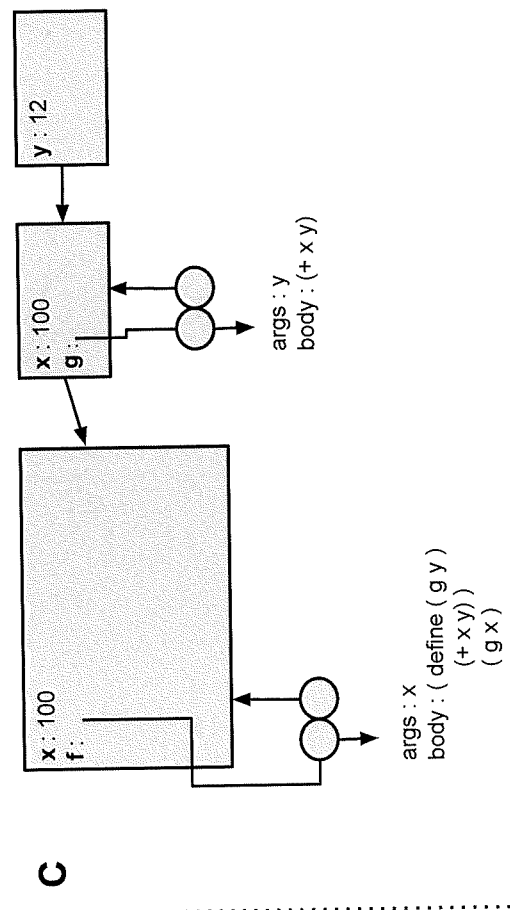 C
x : 100
f :
args : x
body : ( define ( g y )
(+ x y) )
( g x )
x : 100
g :
args : y
body : (+ x y)
y : 12